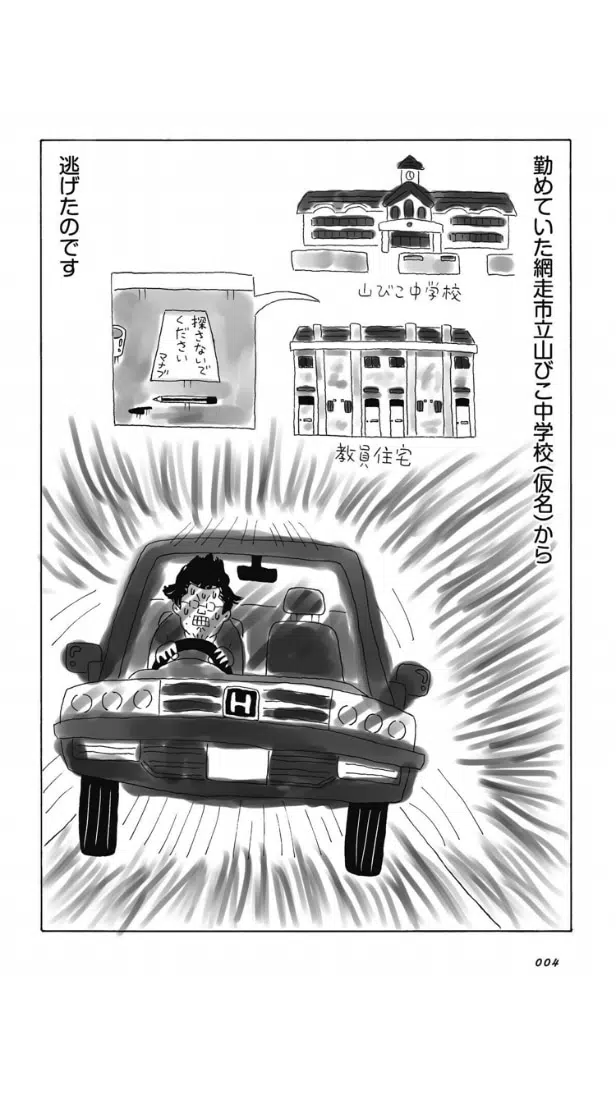 勤めていた網走市立山びこ中学校(仮名)から
山びこ中学校
探さないで
ください
マナブ
教員住宅
逃げたのです
H
004